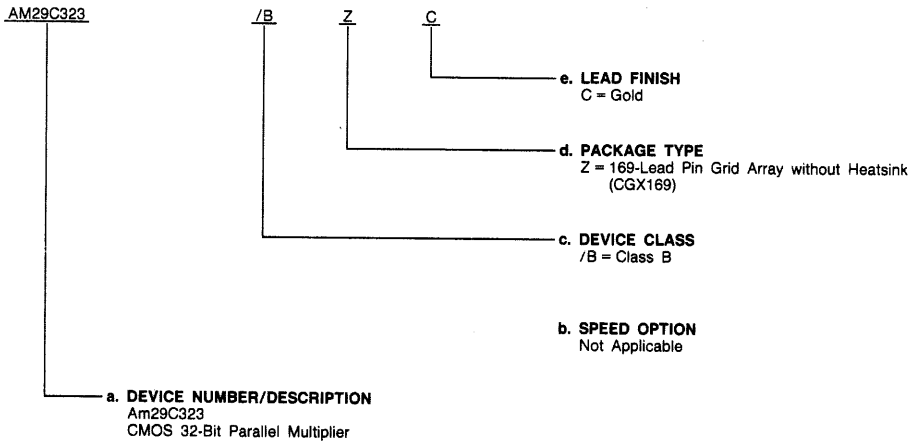 AM29C323 /B Z C
e. LEAD FINISH
C = Gold
d. PACKAGE TYPE
Z = 169-Lead Pin Grid Array without Heatsink
(CGX169)
c. DEVICE CLASS
/B = Class B
b. SPEED OPTION
Not Applicable
a. DEVICE NUMBER/DESCRIPTION
Am29C323
CMOS 32-Bit Parallel Multiplier